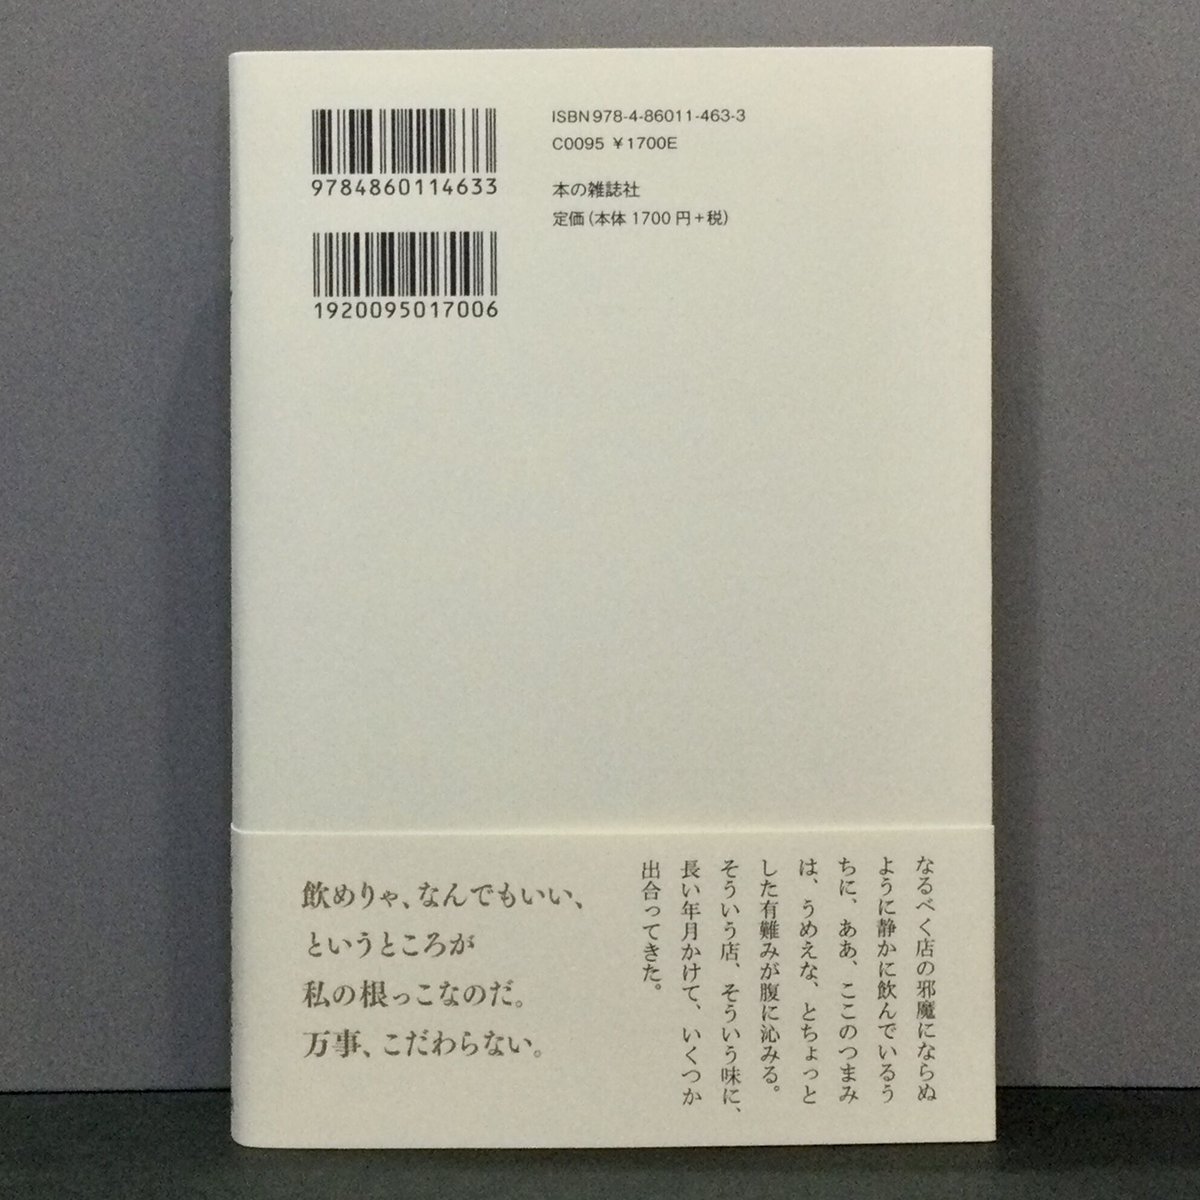 9784860114633
1920095017006
ISBN978-4-86011-463-3
C0095 ¥1700E
本の雑誌社
定価(本体1700円+税)
なるべく店の邪魔にならぬ
ように静かに飲んでいるう
ちに、ああ、ここのつまみ
は、うめえな、とちょっと
した有難みが腹に沁みる。
そういう店、そういう味に、
長い年月かけて、いくつか
出合ってきた。
飲めりゃ、なんでもいい、
というところが
私の根っこなのだ。
万事、こだわらない。